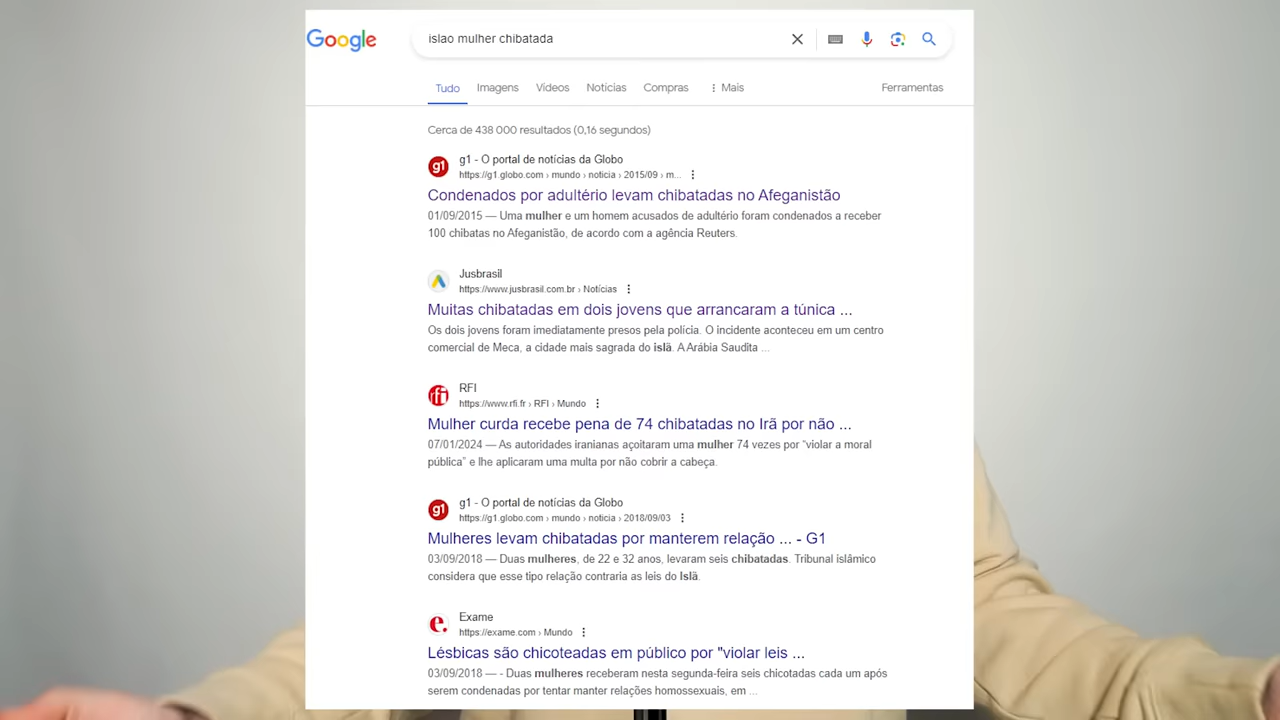 Google
islao mulher chibatada
Tudo Imagens Vídeos Notícias Compras Mais Ferramentas
Cerca de 438 000 resultados (0,16 segundos)
g1 - O portal de notícias da Globo
https://g1.globo.com › mundo › noticia › 2015/09 › m...
Condenados por adultério levam chibatadas no Afeganistão
01/09/2015 — Uma mulher e um homem acusados de adultério foram condenados a receber
100 chibatas no Afeganistão, de acordo com a agência Reuters.
Jusbrasil
https://www.jusbrasil.com.br › Notícias
Muitas chibatadas em dois jovens que arrancaram a túnica ...
Os dois jovens foram imediatamente presos pela polícia. O incidente aconteceu em um centro
comercial de Meca, a cidade mais sagrada do islã. A Arábia Saudita ...
rfi
RFI
https://www.rfi.fr › RFI › Mundo
Mulher curda recebe pena de 74 chibatadas no Irã por não ...
07/01/2024 — As autoridades iranianas açoitaram uma mulher 74 vezes por “violar a moral
pública” e lhe aplicaram uma multa por não cobrir a cabeça.
g1
g1 - O portal de notícias da Globo
https://g1.globo.com › mundo › noticia › 2018/09/03
Mulheres levam chibatadas por manterem relação ... - G1
03/09/2018 — Duas mulheres, de 22 e 32 anos, levaram seis chibatadas. Tribunal islâmico
considera que esse tipo relação contraria as leis do Islã.
e.
Exame
https://exame.com › Mundo
Lésbicas são chicoteadas em público por "violar leis ...
03/09/2018 — - Duas mulheres receberam nesta segunda-feira seis chicotadas cada um após
serem condenadas por tentar manter relações homossexuais, em ...